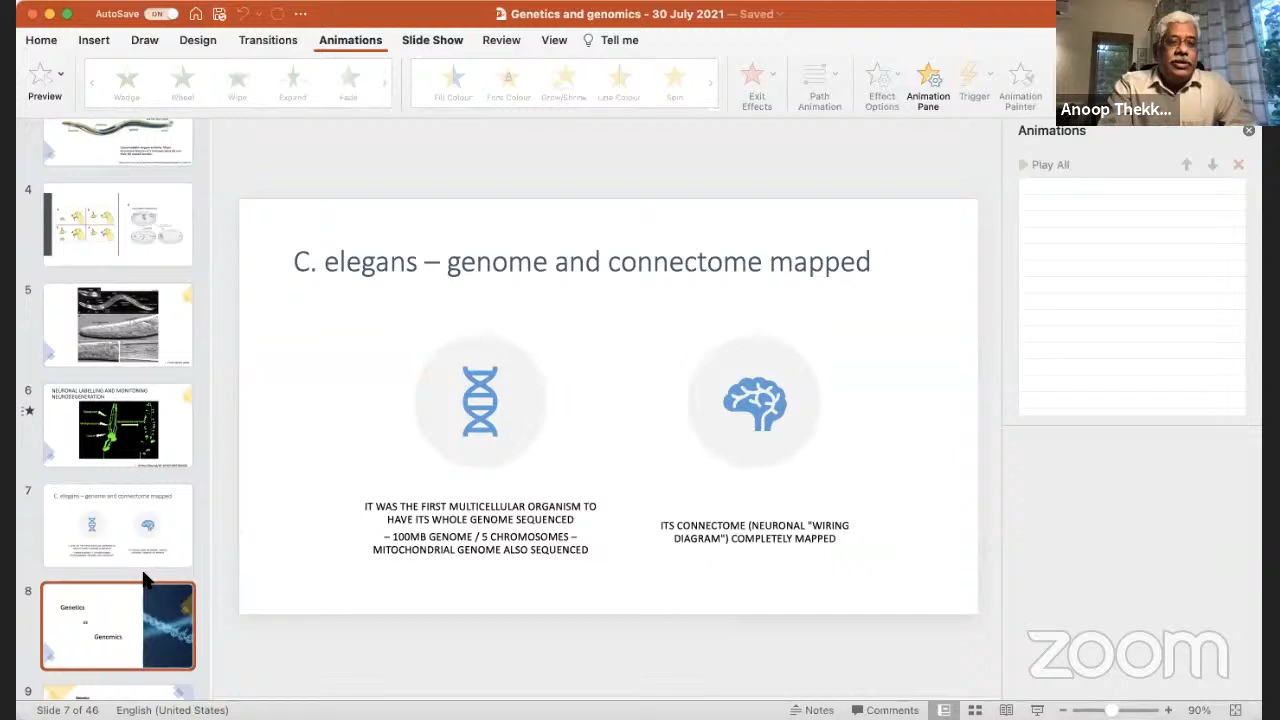 AutoSave ON
Genetics and genomics - 30 July 2021 — Saved
Home Insert Draw Design Transitions Animations Slide Show Review View Tell me
Preview
Wedge Wheel Wipe Expand Fade
Fill Colour Font Colour Grow/Shrink Line Colour Spin
Exit Effects
Path Animation
Effect Options
Animation Pane
Trigger
Animation Painter
Anoop Thekk...
Animations
Play All
4
5
6
NEURONAL LABELLING AND MONITORING
NEURODEGENERATION
7
C. elegans – genome and connectome mapped
8
Genetics
Genomics
9
C. elegans – genome and connectome mapped
IT WAS THE FIRST MULTICELLULAR ORGANISM TO
HAVE ITS WHOLE GENOME SEQUENCED
– 100MB GENOME / 5 CHROMOSOMES –
MITOCHONDRIAL GENOME ALSO SEQUENCED
ITS CONNECTOME (NEURONAL "WIRING
DIAGRAM") COMPLETELY MAPPED
zoom
Slide 7 of 46 English (United States) Notes Comments 90%